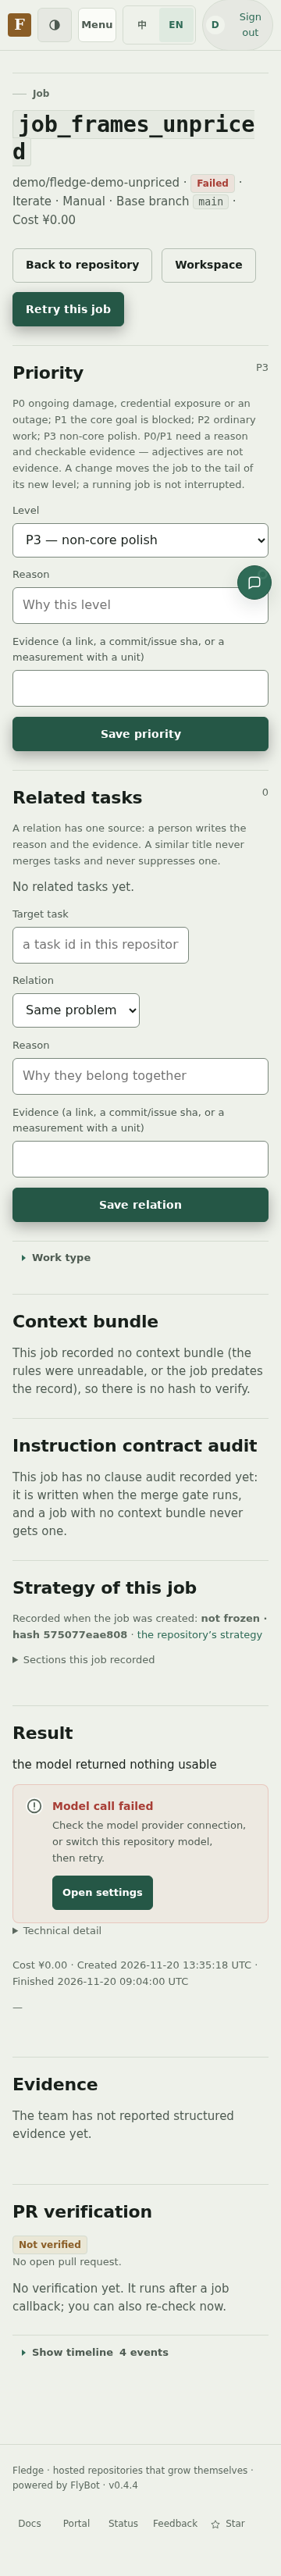 F Menu 中 EN D Sign out
Job
job_frames_unprice
d
demo/fledge-demo-unpriced · Failed ·
Iterate · Manual · Base branch main ·
Cost ¥0.00
Back to repository Workspace
Retry this job
Priority P3
P0 ongoing damage, credential exposure or an
outage; P1 the core goal is blocked; P2 ordinary
work; P3 non-core polish. P0/P1 need a reason
and checkable evidence — adjectives are not
evidence. A change moves the job to the tail of
its new level; a running job is not interrupted.
Level
P3 — non-core polish
Reason
Why this level
Evidence (a link, a commit/issue sha, or a
measurement with a unit)
Save priority
Related tasks 0
A relation has one source: a person writes the
reason and the evidence. A similar title never
merges tasks and never suppresses one.
No related tasks yet.
Target task
a task id in this repositor
Relation
Same problem
Reason
Why they belong together
Evidence (a link, a commit/issue sha, or a
measurement with a unit)
Save relation
Work type
Context bundle
This job recorded no context bundle (the
rules were unreadable, or the job predates
the record), so there is no hash to verify.
Instruction contract audit
This job has no clause audit recorded yet:
it is written when the merge gate runs,
and a job with no context bundle never
gets one.
Strategy of this job
Recorded when the job was created: not frozen ·
hash 575077eae808 · the repository's strategy
Sections this job recorded
Result
the model returned nothing usable
Model call failed
Check the model provider connection,
or switch this repository model,
then retry.
Open settings
Technical detail
Cost ¥0.00 · Created 2026-11-20 13:35:18 UTC ·
Finished 2026-11-20 09:04:00 UTC
—
Evidence
The team has not reported structured
evidence yet.
PR verification
Not verified
No open pull request.
No verification yet. It runs after a job
callback; you can also re-check now.
Show timeline 4 events
Fledge · hosted repositories that grow themselves ·
powered by FlyBot · v0.4.4
Docs Portal Status Feedback Star